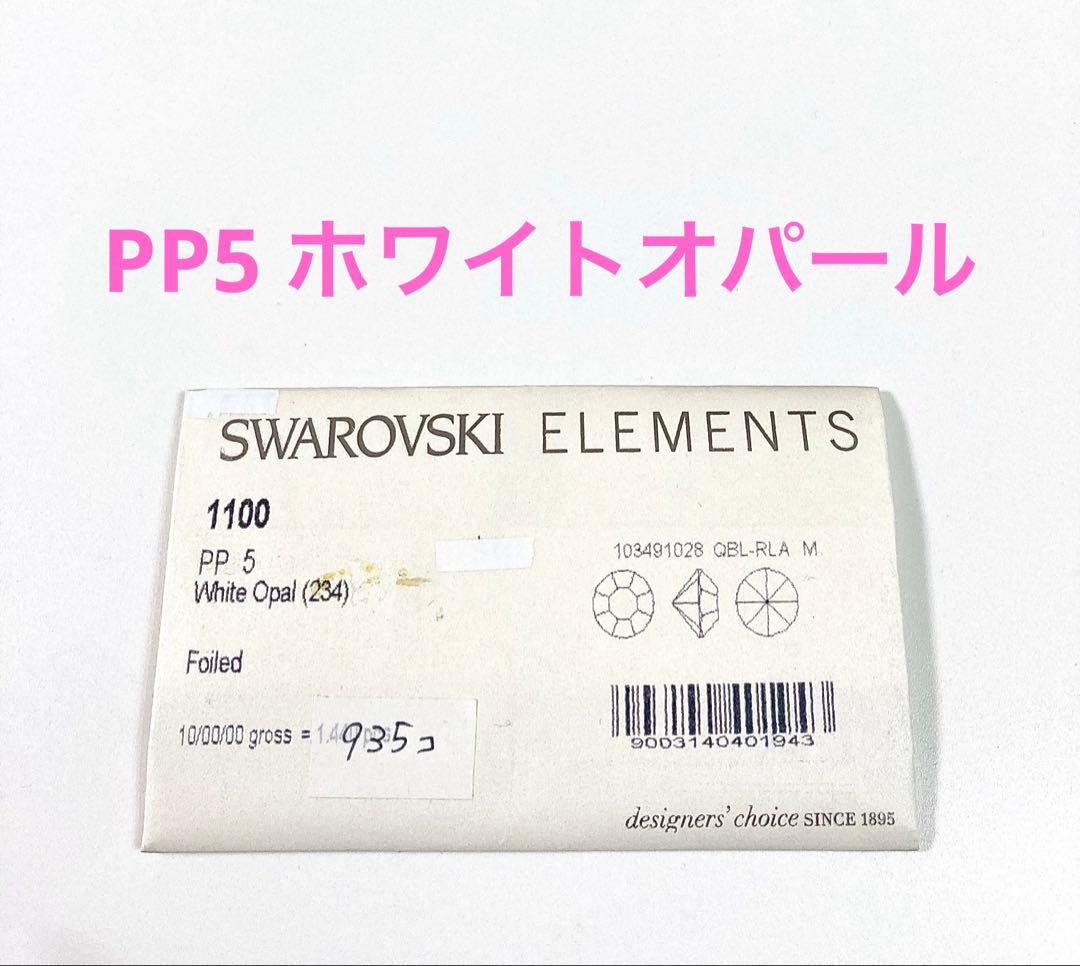 PP5 ホワイトオパール
SWAROVSKI ELEMENTS
1100
PP 5
White Opal (234)
Foiled
10/00/00 gross =
935コ
103491028 QBL-RLA M
9003140401943
designers' choice SINCE 1895